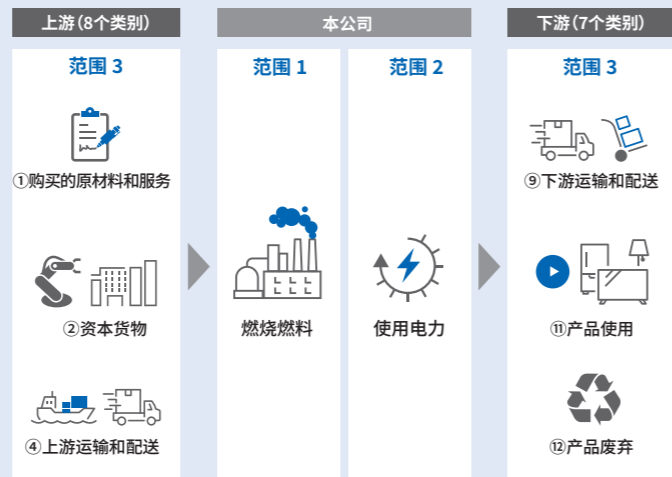 上游（8个类别）
范围 3
①购买的原材料和服务
②资本货物
④上游运输和配送
本公司
范围 1
燃烧燃料
范围 2
使用电力
下游（7个类别）
范围 3
⑨下游运输和配送
⑪产品使用
⑫产品废弃